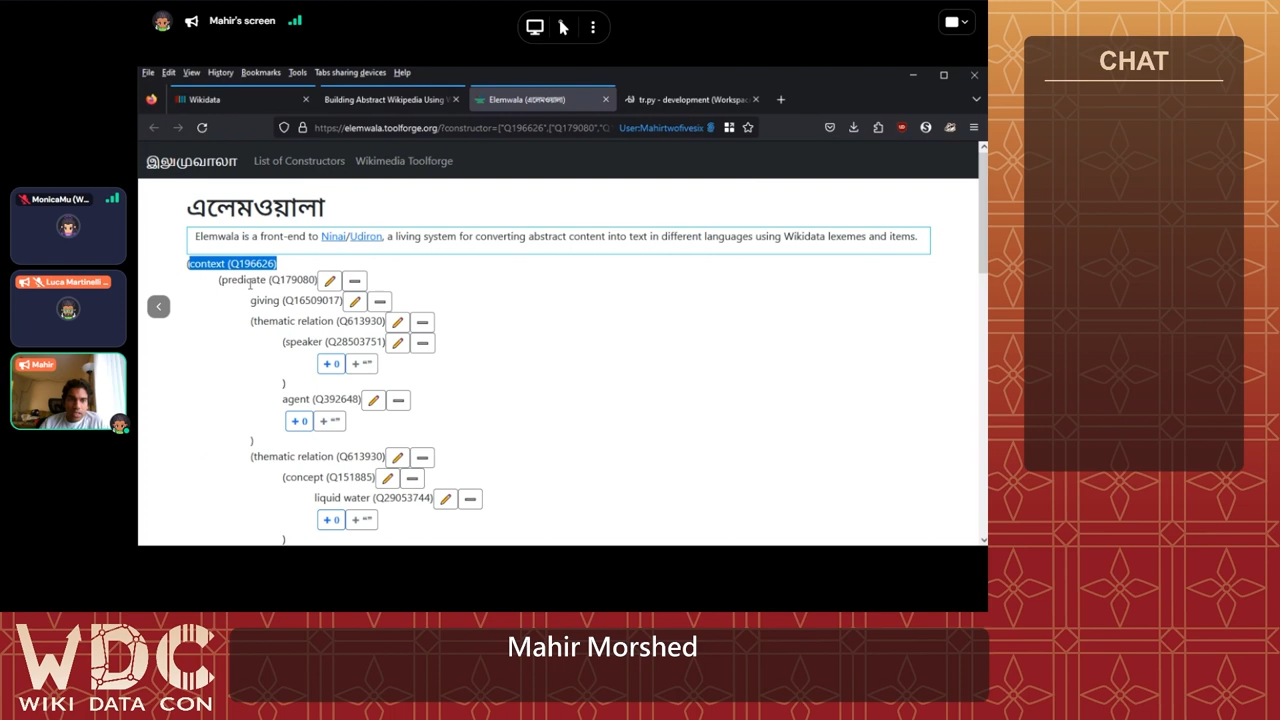 Mahir's screen
CHAT
File Edit View History Bookmarks Tools Tabs sharing devices Help
Wikidata
Building Abstract Wikipedia Using
Elemwala (এলেমওয়ালা)
tr.py - development (Workspac
https://elemwala.toolforge.org/?constructor=["Q196626",["Q179080","Q
User:Mahirtwofivesix
இலுமுவாலா List of Constructors Wikimedia Toolforge
এলেমওয়ালা
Elemwala is a front-end to Ninai/Udiron, a living system for converting abstract content into text in different languages using Wikidata lexemes and items.
(context (Q196626)
(predicate (Q179080)
giving (Q16509017)
(thematic relation (Q613930)
(speaker (Q28503751)
+ 0 + “”
)
agent (Q392648)
+ 0 + “”
)
(thematic relation (Q613930)
(concept (Q151885)
liquid water (Q29053744)
+ 0 + “”
)
MonicaMu (W...
Luca Martinelli ...
Mahir
WDC
WIKI DATA CON
Mahir Morshed